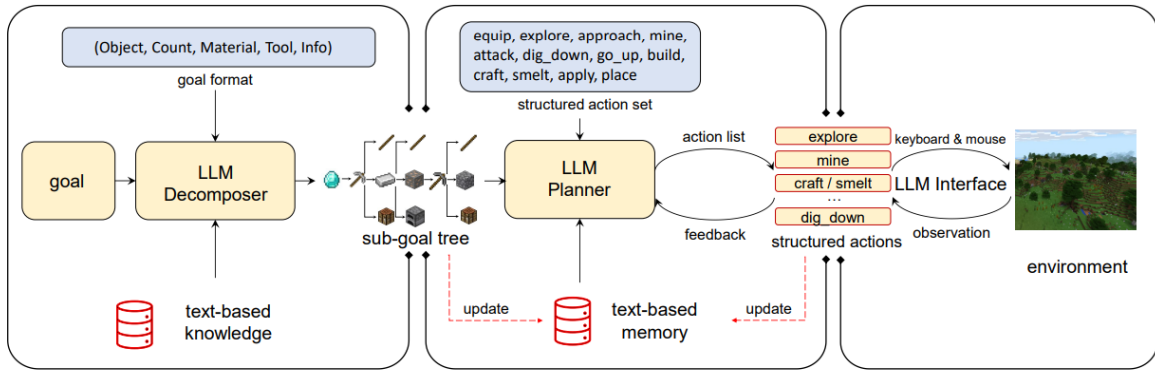 (Object, Count, Material, Tool, Info)
goal format
goal
LLM
Decomposer
text-based
knowledge
sub-goal tree
equip, explore, approach, mine,
attack, dig_down, go_up, build,
craft, smelt, apply, place
structured action set
LLM
Planner
update
text-based
memory
update
action list
feedback
explore
mine
craft / smelt
...
dig_down
structured actions
keyboard & mouse
LLM Interface
observation
environment